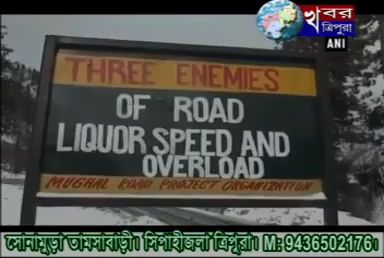 খবর
ত্রিপুরা
ANI
THREE ENEMIES
OF ROAD
LIQUOR SPEED AND
OVERLOAD
MUGHAL ROAD PROJECT ORGANIZATION
সোনামুড়া তামসাবাড়ী। সিপাহীজলা ত্রিপুরা। M: 9436502176।